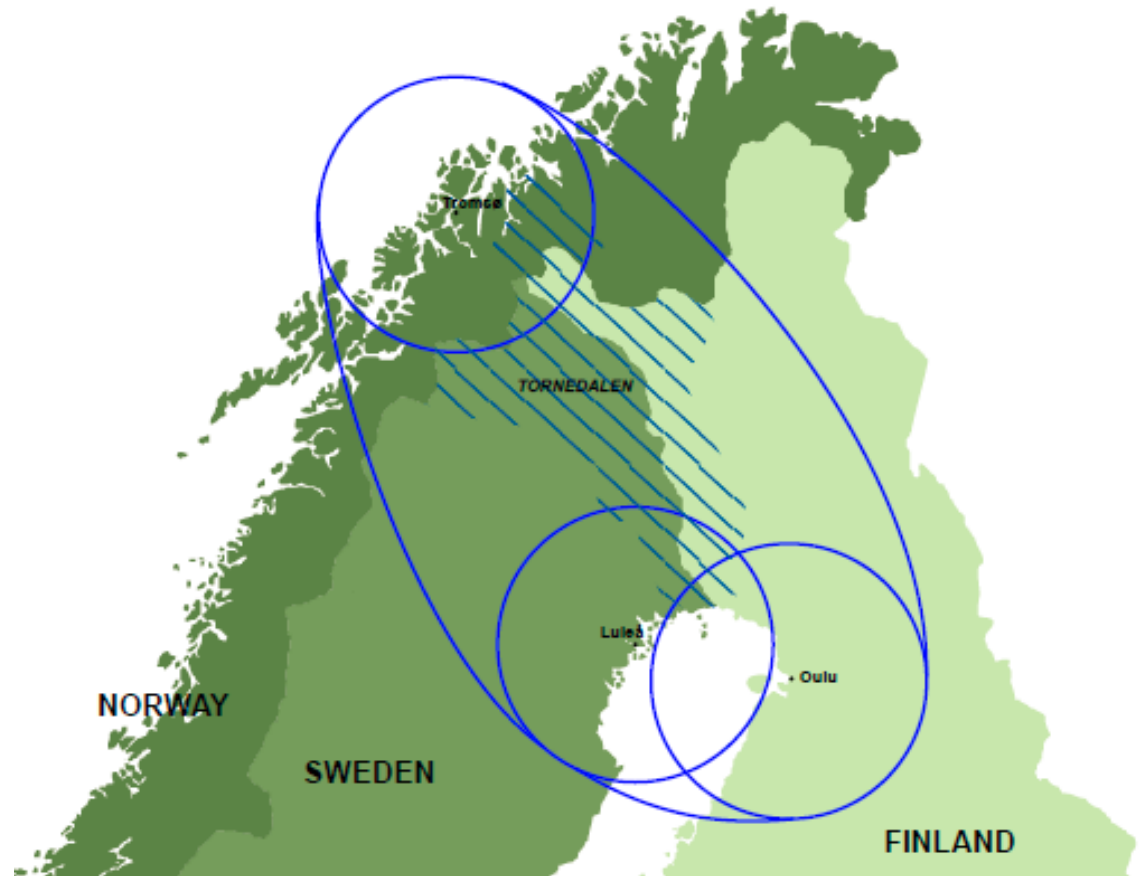 Tromsø
TORNEDALEN
Luleå
Oulu
NORWAY
SWEDEN
FINLAND